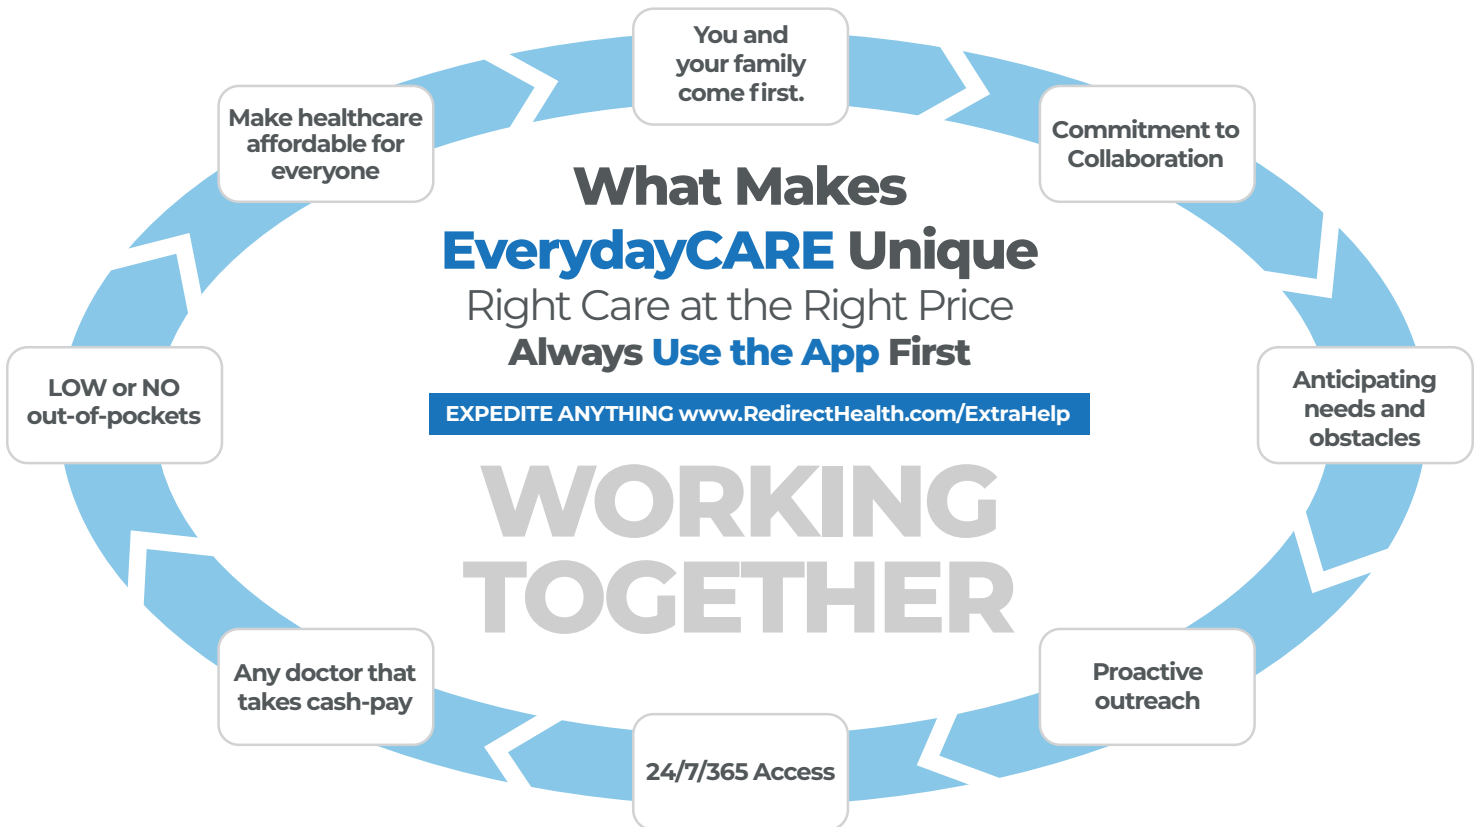 You and
your family
come first.
Make healthcare
affordable for
everyone
Commitment to
Collaboration
What Makes
EverydayCARE Unique
Right Care at the Right Price
Always Use the App First
EXPEDITE ANYTHING www.RedirectHealth.com/ExtraHelp
LOW or NO
out-of-pockets
Anticipating
needs and
obstacles
WORKING
TOGETHER
Any doctor that
takes cash-pay
Proactive
outreach
24/7/365 Access